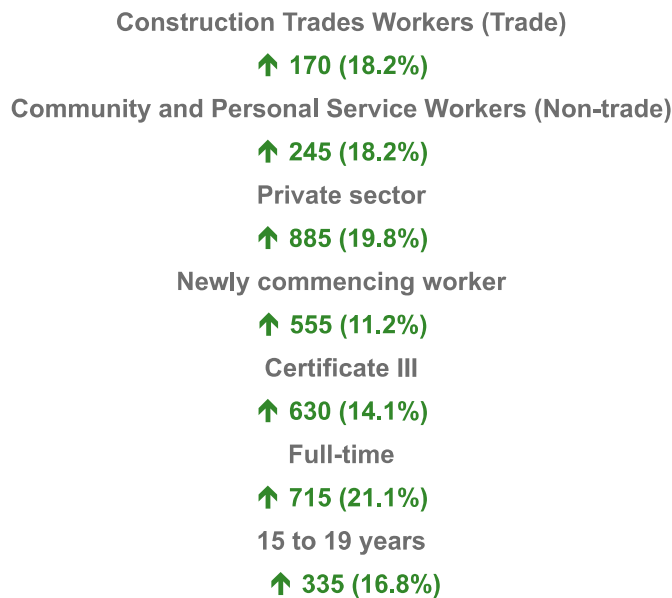 Construction Trades Workers (Trade)
↑ 170 (18.2%)
Community and Personal Service Workers (Non-trade)
↑ 245 (18.2%)
Private sector
↑ 885 (19.8%)
Newly commencing worker
↑ 555 (11.2%)
Certificate III
↑ 630 (14.1%)
Full-time
↑ 715 (21.1%)
15 to 19 years
↑ 335 (16.8%)